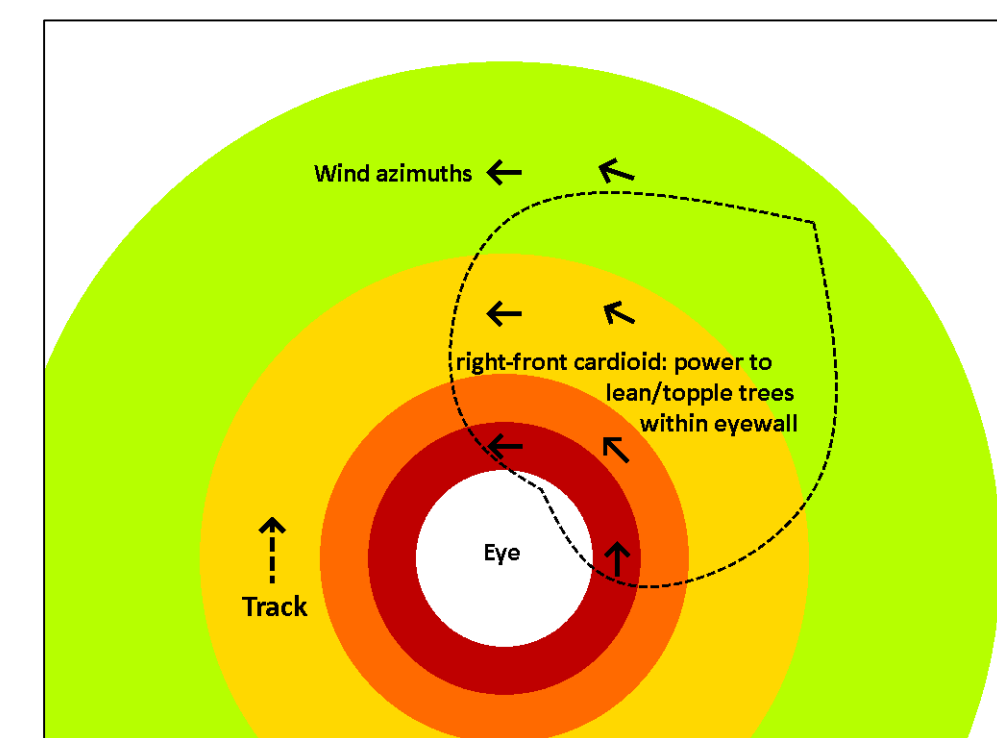 Wind azimuths
right-front cardioid: power to
lean/topple trees
within eyewall
Eye
Track